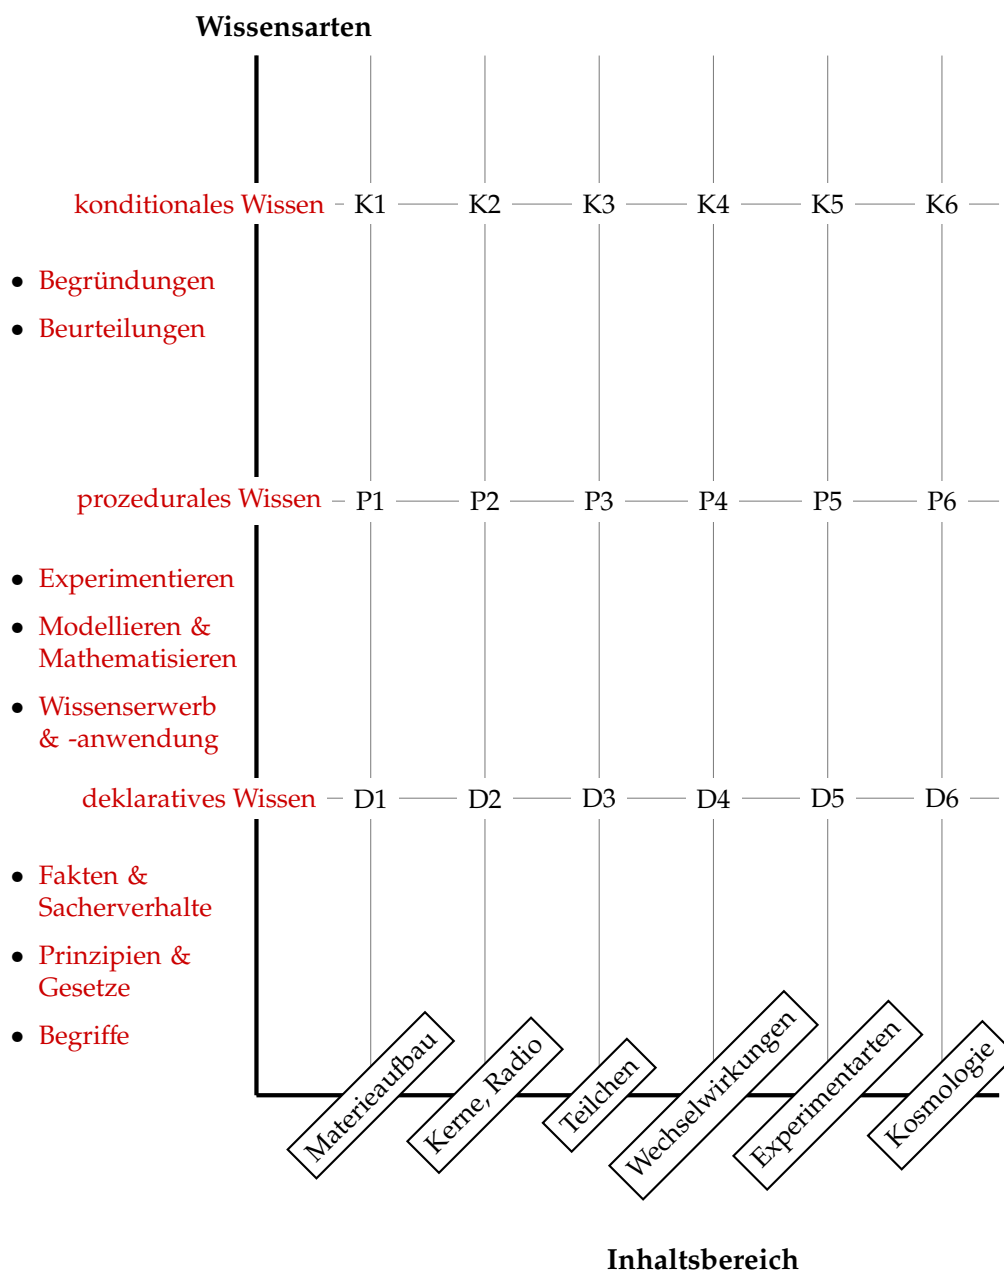 Wissensarten
konditionales Wissen K1 K2 K3 K4 K5 K6
• Begründungen
• Beurteilungen
prozedurales Wissen P1 P2 P3 P4 P5 P6
• Experimentieren
• Modellieren &
Mathematisieren
• Wissenserwerb
& -anwendung
deklaratives Wissen D1 D2 D3 D4 D5 D6
• Fakten &
Sacherverhalte
• Prinzipien &
Gesetze
• Begriffe
Materieaufbau
Kerne, Radio
Teilchen
Wechselwirkungen
Experimentarten
Kosmologie
Inhaltsbereich